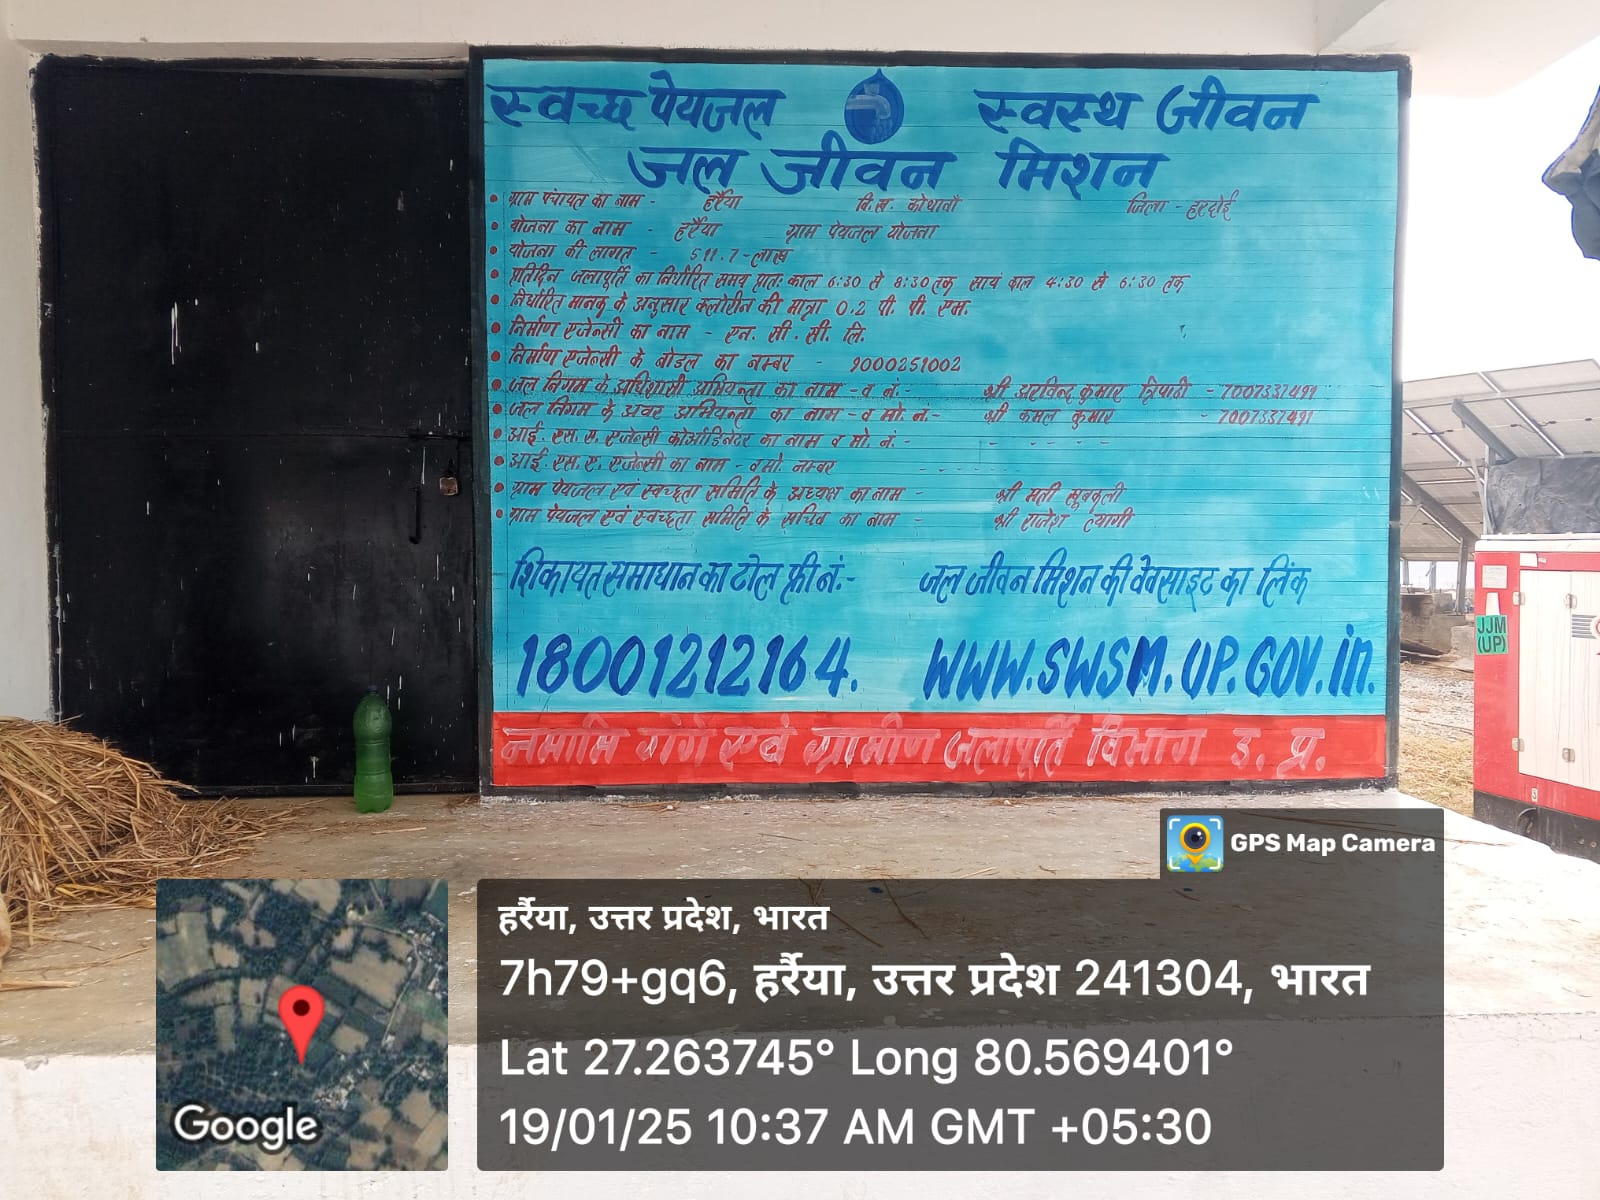 स्वच्छ पेयजल स्वस्थ जीवन
जल जीवन मिशन
• ग्राम पंचायत का नाम - हर्रैया वि.ख. कोथावाँ जिला - हरदोई
• योजना का नाम - हर्रैया ग्राम पेयजल योजना
• योजना की लागत - 511.7-लाख
• प्रतिदिन जलापूर्ति का निर्धारित समय प्रातः काल 6:30 से 8:30 तक सायं काल 4:30 से 6:30 तक
• निर्धारित मानक के अनुसार क्लोरीन की मात्रा 0.2 पी. पी. एम.
• निर्माण एजेन्सी का नाम - एन. सी. सी. लि.
• निर्माण एजेन्सी के नोडल का नम्बर -
• जल निगम के अधिशासी अभियन्ता का नाम - व नं.- श्री अरविन्द कुमार त्रिपाठी -
• जल निगम के अवर अभियन्ता का नाम - व मो. नं.- श्री कमल कुमार -
• आई. एस. ए. एजेन्सी कोऑर्डिनेटर का नाम व मो. नं.- - - - - -
• आई. एस. ए. एजेन्सी का नाम - व मो. नम्बर - - - - - -
• ग्राम पेयजल एवं स्वच्छता समिति के अध्यक्ष का नाम - श्री मती
• ग्राम पेयजल एवं स्वच्छता समिति के सचिव का नाम - श्री राजेश त्यागी
शिकायत समाधान का टोल फ्री नं.- जल जीवन मिशन की वेबसाइट का लिंक
18001212164. WWW.SWSM.UP.GOV.in.
नमामि गंगे एवं ग्रामीण जलापूर्ति विभाग उ. प्र.
JJM
(UP)
GPS Map Camera
हर्रैया, उत्तर प्रदेश, भारत
7h79+gq6, हर्रैया, उत्तर प्रदेश 241304, भारत
Lat 27.263745° Long 80.569401°
19/01/25 10:37 AM GMT +05:30
Google